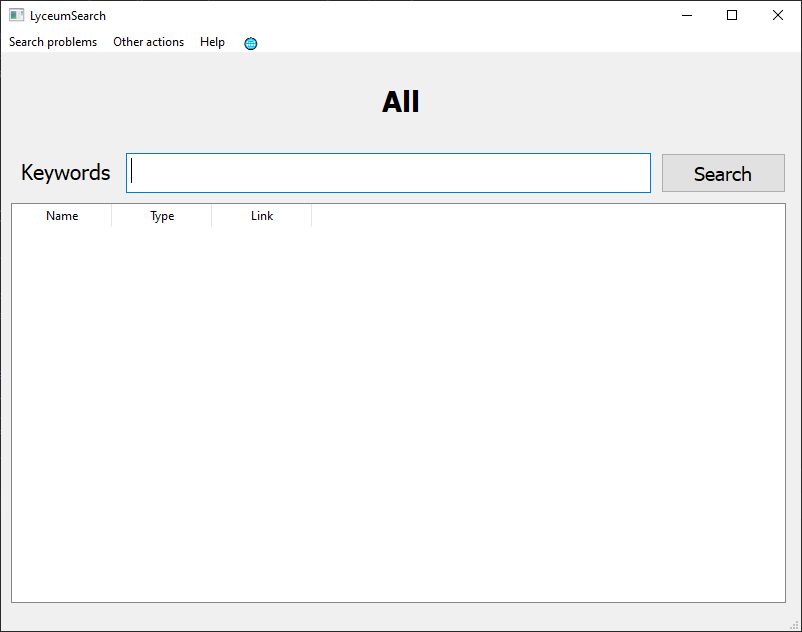 LyceumSearch
Search problems Other actions Help
All
Keywords Search
Name Type Link